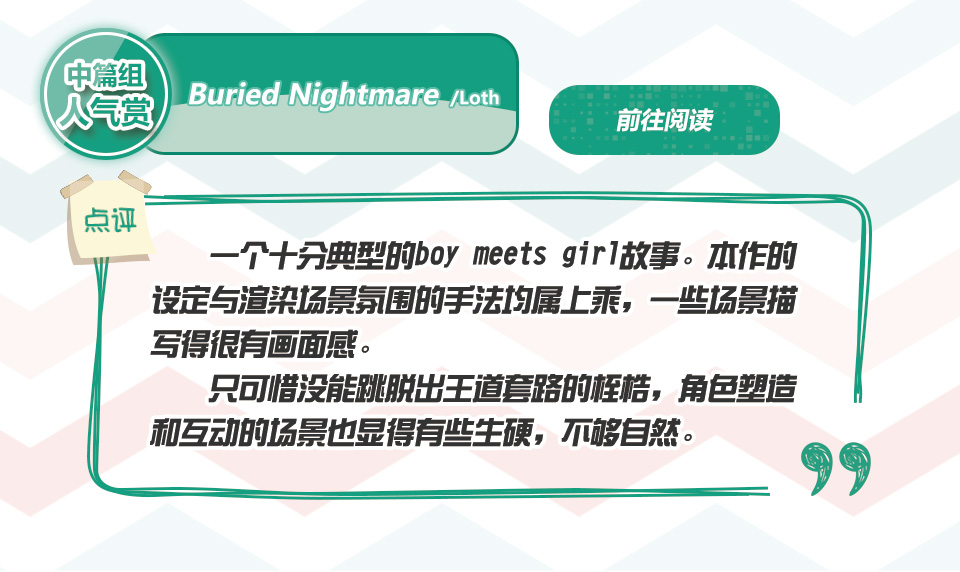 中篇组
人气赏
Buried Nightmare /Loth
前往阅读
点评
一个十分典型的boy meets girl故事。本作的
设定与渲染场景氛围的手法均属上乘，一些场景描
写得很有画面感。
只可惜没能跳脱出王道套路的桎梏，角色塑造
和互动的场景也显得有些生硬，不够自然。